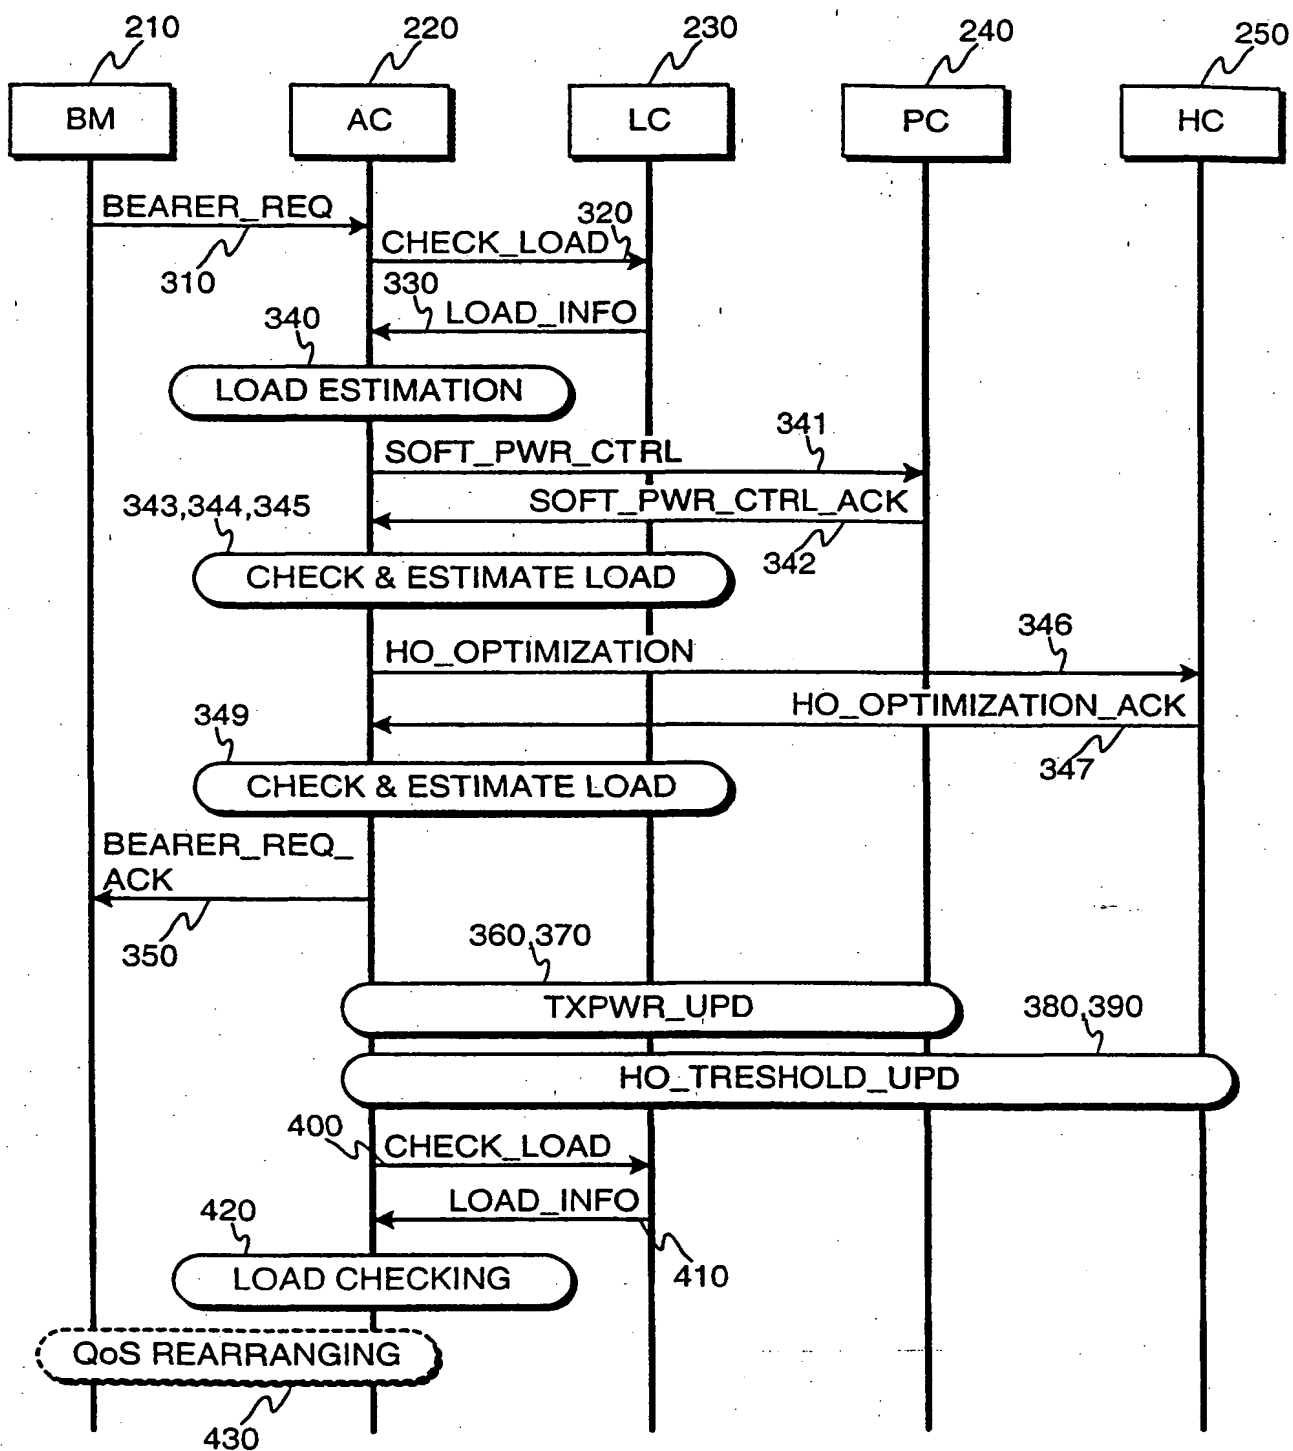 210
220
230
240
250
BM
AC
LC
PC
HC
BEARER_REQ
310
320
CHECK_LOAD
330
LOAD_INFO
340
LOAD ESTIMATION
341
SOFT_PWR_CTRL
SOFT_PWR_CTRL_ACK
342
343,344,345
CHECK & ESTIMATE LOAD
346
HO_OPTIMIZATION
HO_OPTIMIZATION_ACK
347
349
CHECK & ESTIMATE LOAD
BEARER_REQ_
ACK
350
360,370
TXPWR_UPD
380,390
HO_TRESHOLD_UPD
400
CHECK_LOAD
LOAD_INFO
410
420
LOAD CHECKING
QoS REARRANGING
430